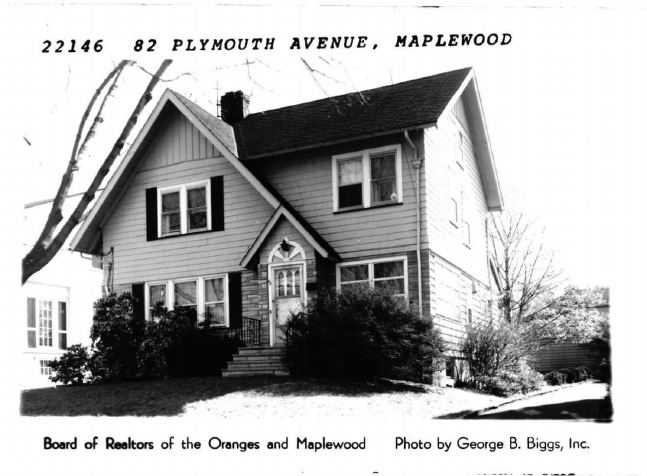 22146 82 PLYMOUTH AVENUE, MAPLEWOOD
Board of Realtors of the Oranges and Maplewood Photo by George B. Biggs, Inc.